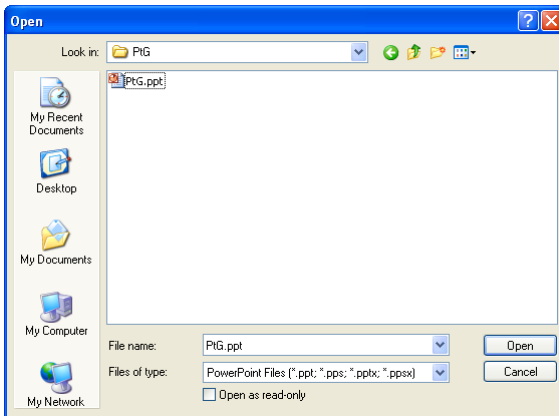 Open
Look in:
PtG
PtG.ppt
My Recent
Documents
Desktop
My Documents
My Computer
My Network
File name:
PtG.ppt
Open
Files of type:
PowerPoint Files (*.ppt; *.pps; *.pptx; *.ppsx)
Cancel
Open as read-only